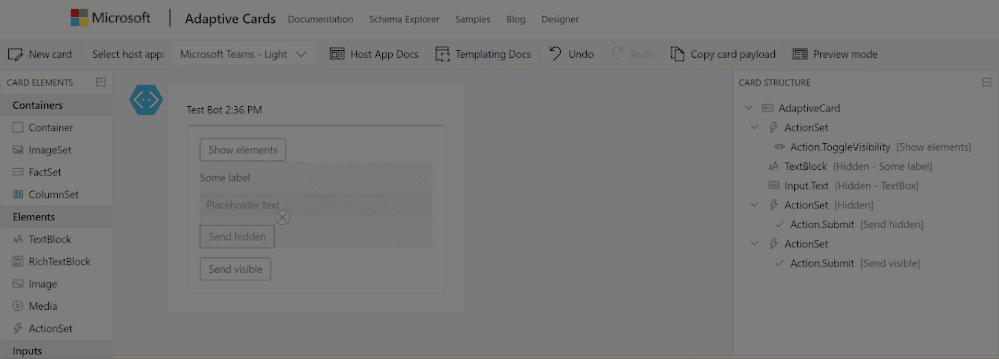 Microsoft Adaptive Cards Documentation Schema Explorer Samples Blog Designer
New card Select host app: Microsoft Teams - Light Host App Docs Templating Docs Undo Redo Copy card payload Preview mode
CARD ELEMENTS
Containers
Container
ImageSet
FactSet
ColumnSet
Elements
TextBlock
RichTextBlock
Image
Media
ActionSet
Inputs
Test Bot 2:36 PM
Show elements
Some label
Placeholder text
Send hidden
Send visible
CARD STRUCTURE
AdaptiveCard
ActionSet
Action.ToggleVisibility [Show elements]
TextBlock [Hidden - Some label]
Input.Text [Hidden - TextBox]
ActionSet [Hidden]
Action.Submit [Send hidden]
ActionSet
Action.Submit [Send visible]